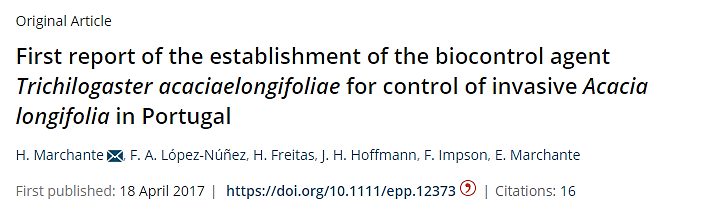 Original Article
First report of the establishment of the biocontrol agent
Trichilogaster acaciaelongifoliae for control of invasive Acacia
longifolia in Portugal
H. Marchante, F. A. López-Núñez, H. Freitas, J. H. Hoffmann, F. Impson, E. Marchante
First published: 18 April 2017 | https://doi.org/10.1111/epp.12373 | Citations: 16